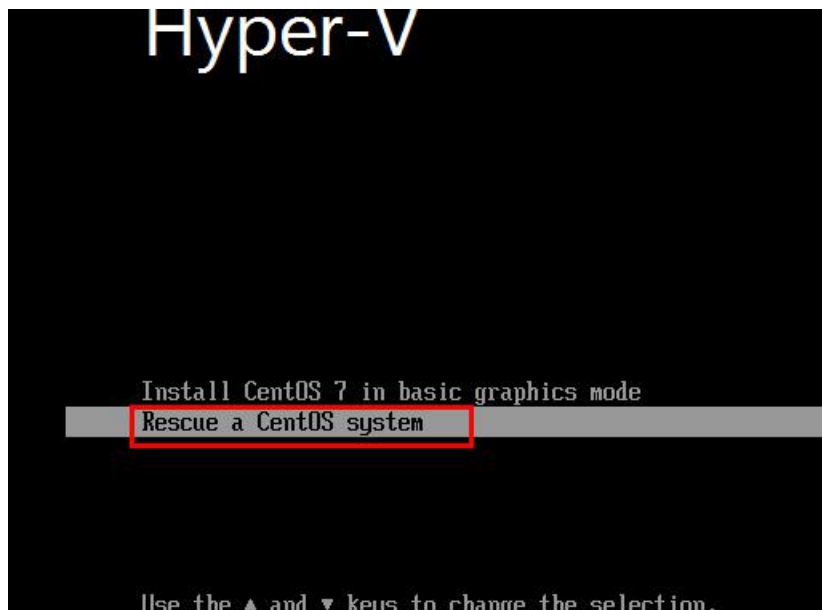 Hyper-V
Install CentOS 7 in basic graphics mode
Rescue a CentOS system
Use the ▲ and ▼ keys to change the selection.